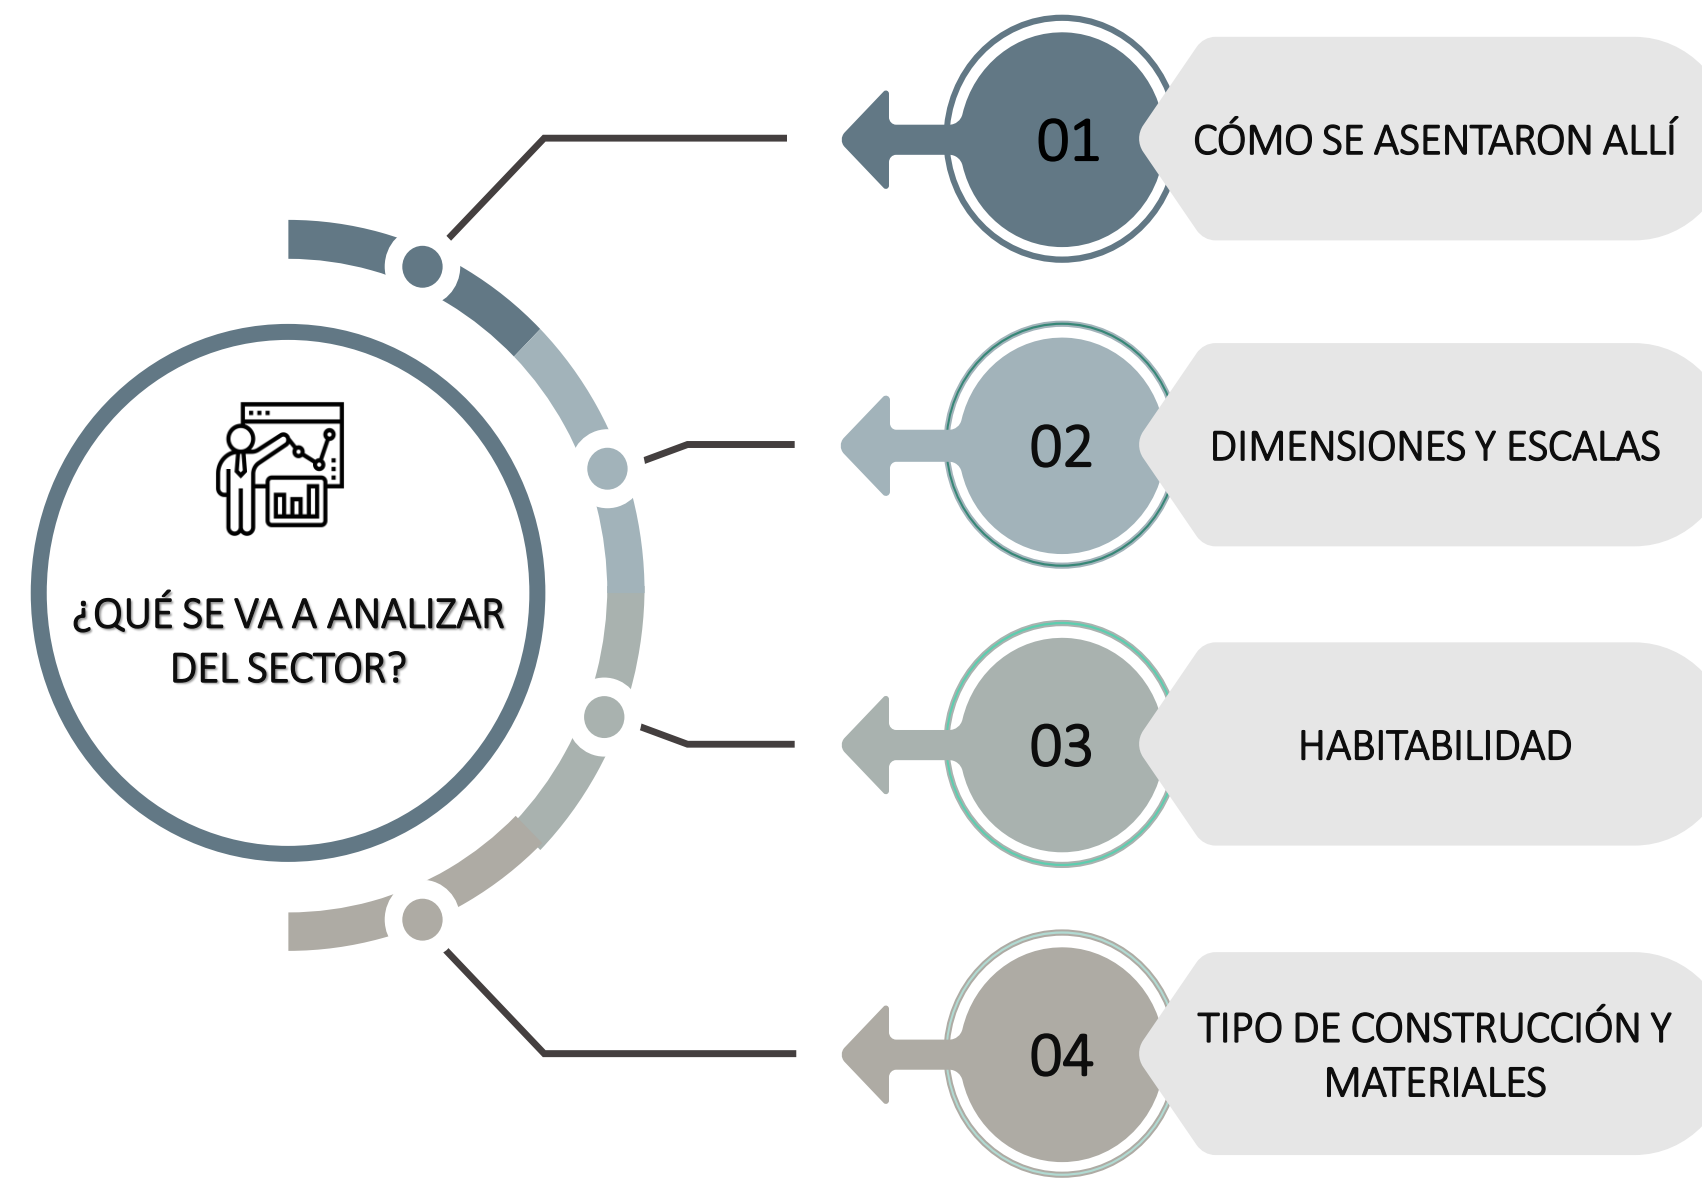 ¿QUÉ SE VA A ANALIZAR
DEL SECTOR?
01
CÓMO SE ASENTARON ALLÍ
02
DIMENSIONES Y ESCALAS
03
HABITABILIDAD
04
TIPO DE CONSTRUCCIÓN Y
MATERIALES